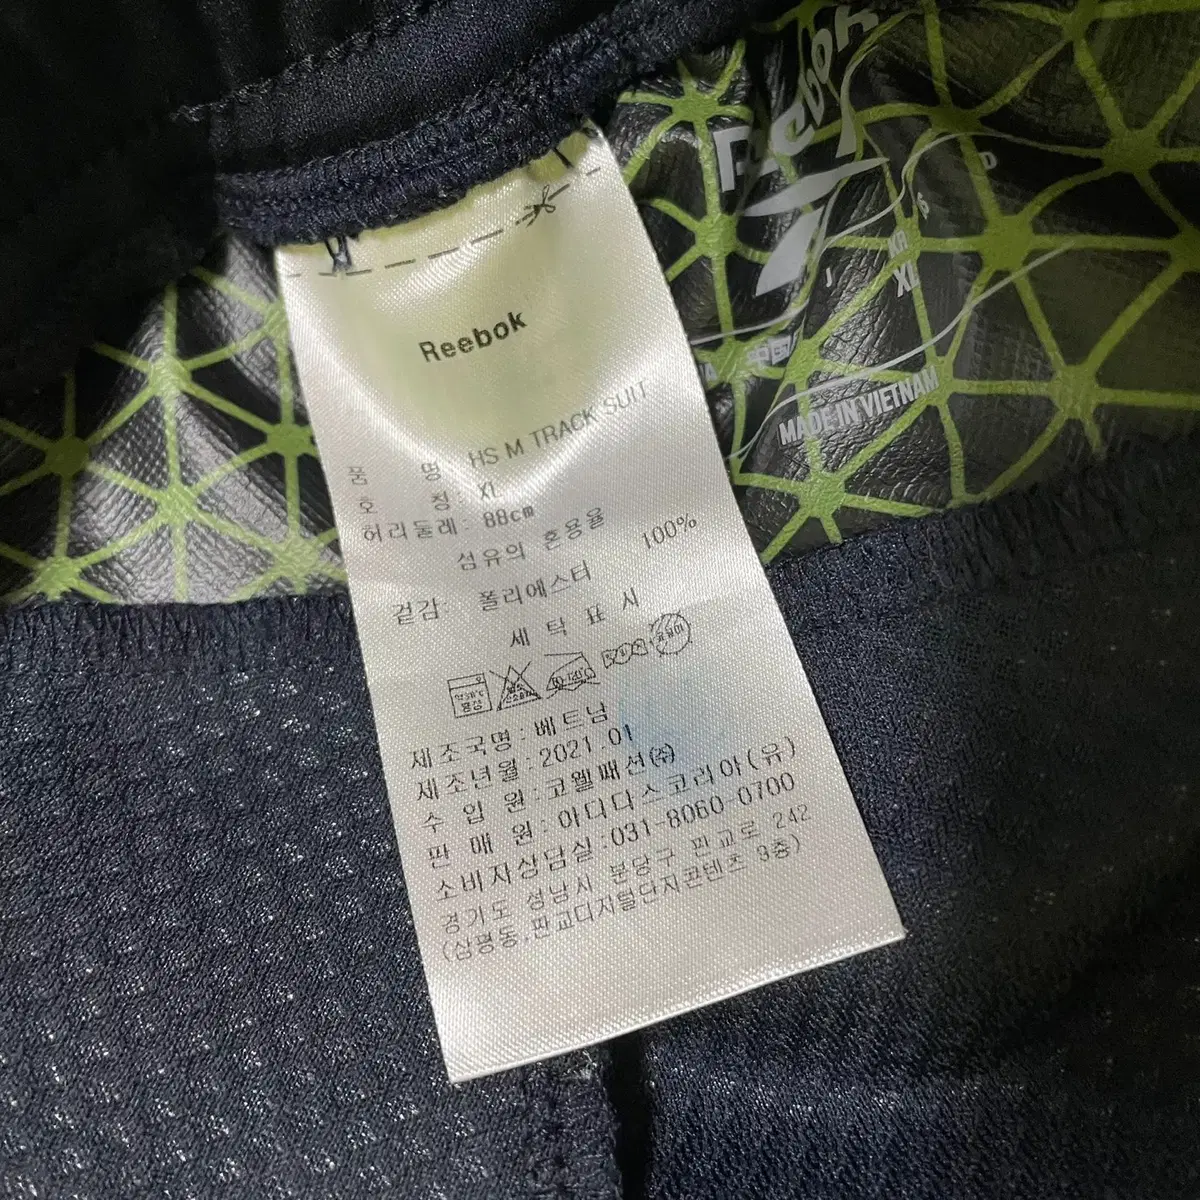 Reebok
KR
XL
MADE IN VIETNAM
Reebok
품 명 HS M TRACK SUIT
호 칭 XL
허리둘레: 88cm
섬유의 혼용율
겉감 폴리에스터 100%
세 탁 표 시
제조국명:베트남
제조년월:2021.01
수 입 원:코웰패션(주)
판 매 원:아디다스코리아(유)
소비자상담실:031-8060-0700
경기도 성남시 분당구 판교로 242
(삼평동,판교디지털단지콘텐츠 9층)